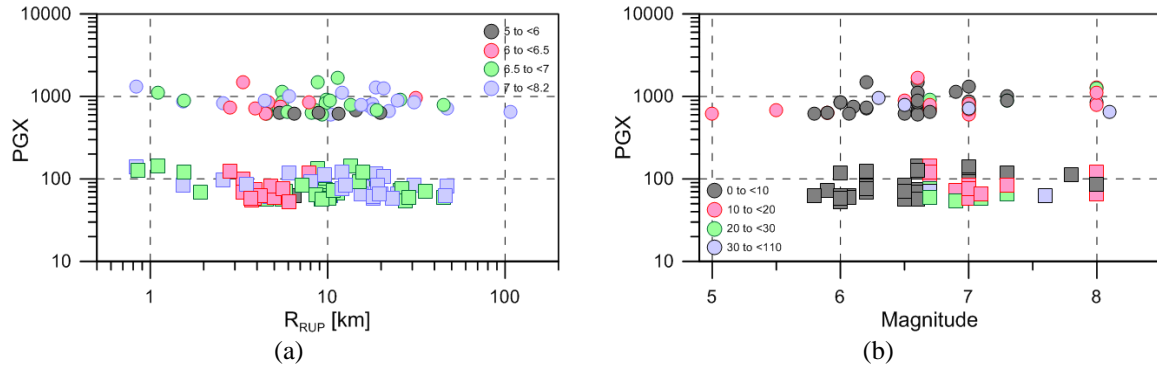 10000
1000
100
10
PGX
1
10
100
R_RUP [km]
5 to <6
6 to <6.5
6.5 to <7
7 to <8.2
(a)
10000
1000
100
10
PGX
5
6
7
8
Magnitude
0 to <10
10 to <20
20 to <30
30 to <110
(b)